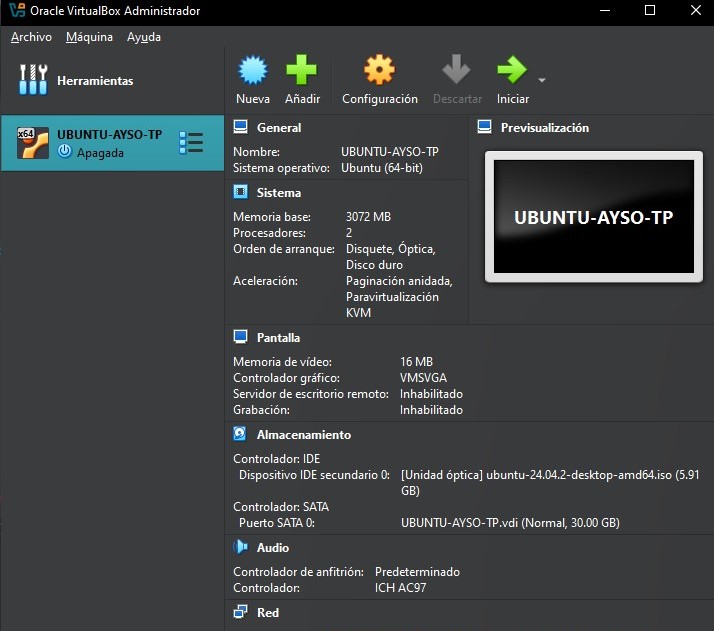 Oracle VirtualBox Administrador
Archivo Máquina Ayuda
Herramientas
Nueva Añadir Configuración Descartar Iniciar
x64
UBUNTU-AYSO-TP
Apagada
General
Nombre: UBUNTU-AYSO-TP
Sistema operativo: Ubuntu (64-bit)
Previsualización
UBUNTU-AYSO-TP
Sistema
Memoria base: 3072 MB
Procesadores: 2
Orden de arranque: Disquete, Óptica,
Disco duro
Aceleración: Paginación anidada,
Paravirtualización
KVM
Pantalla
Memoria de vídeo: 16 MB
Controlador gráfico: VMSVGA
Servidor de escritorio remoto: Inhabilitado
Grabación: Inhabilitado
Almacenamiento
Controlador: IDE
Dispositivo IDE secundario 0: [Unidad óptica] ubuntu-24.04.2-desktop-amd64.iso (5.91
GB)
Controlador: SATA
Puerto SATA 0: UBUNTU-AYSO-TP.vdi (Normal, 30.00 GB)
Audio
Controlador de anfitrión: Predeterminado
Controlador: ICH AC97
Red